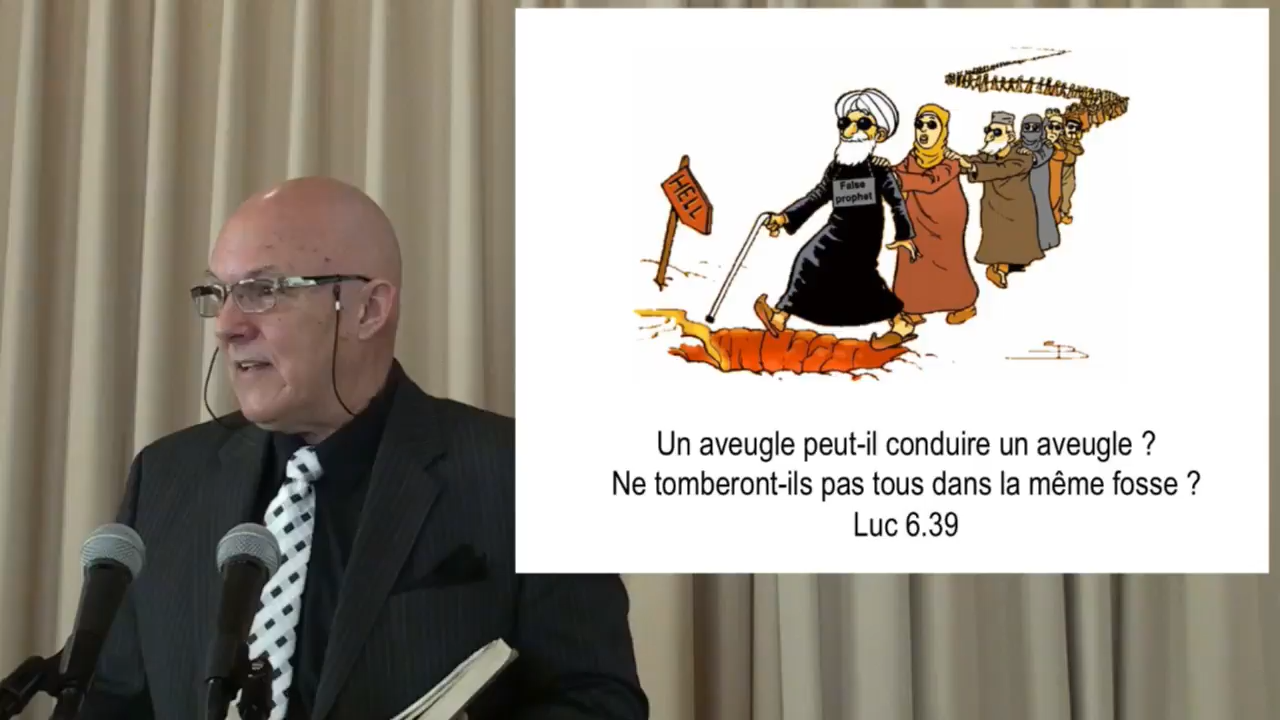 HELL
False
prophet
Un aveugle peut-il conduire un aveugle ?
Ne tomberont-ils pas tous dans la même fosse ?
Luc 6.39